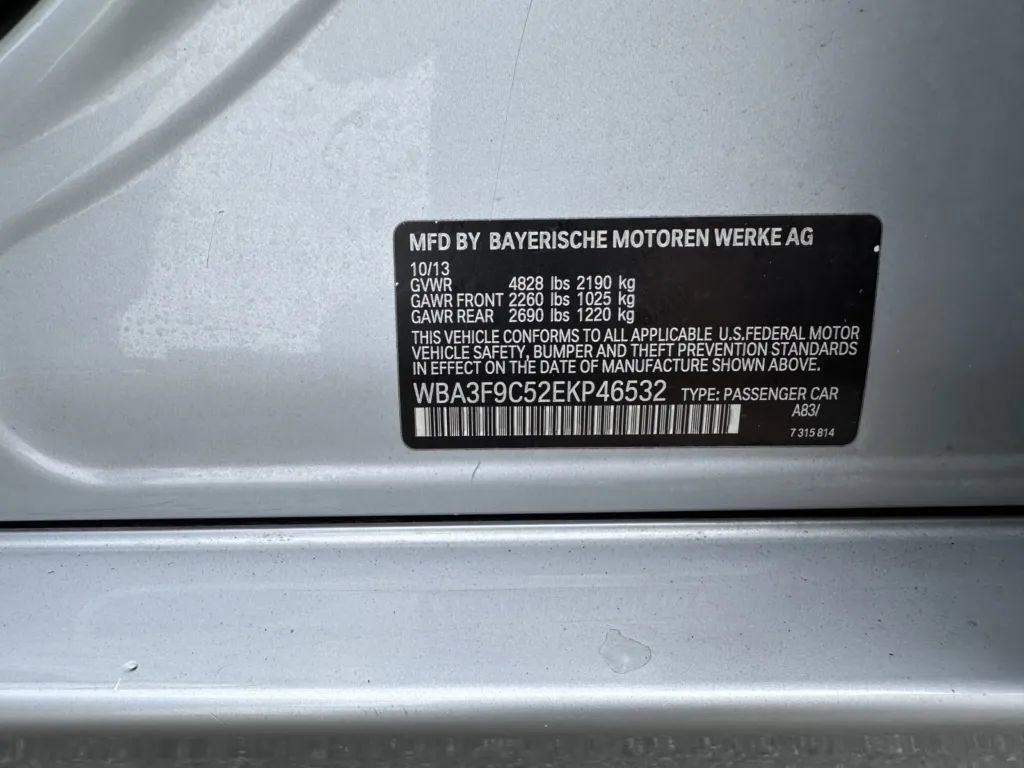 MFD BY BAYERISCHE MOTOREN WERKE AG
10/13
GVWR 4828 lbs 2190 kg
GAWR FRONT 2260 lbs 1025 kg
GAWR REAR 2690 lbs 1220 kg
THIS VEHICLE CONFORMS TO ALL APPLICABLE U.S.FEDERAL MOTOR
VEHICLE SAFETY, BUMPER AND THEFT PREVENTION STANDARDS
IN EFFECT ON THE DATE OF MANUFACTURE SHOWN ABOVE.
WBA3F9C52EKP46532 TYPE: PASSENGER CAR
A83/
7 315 814